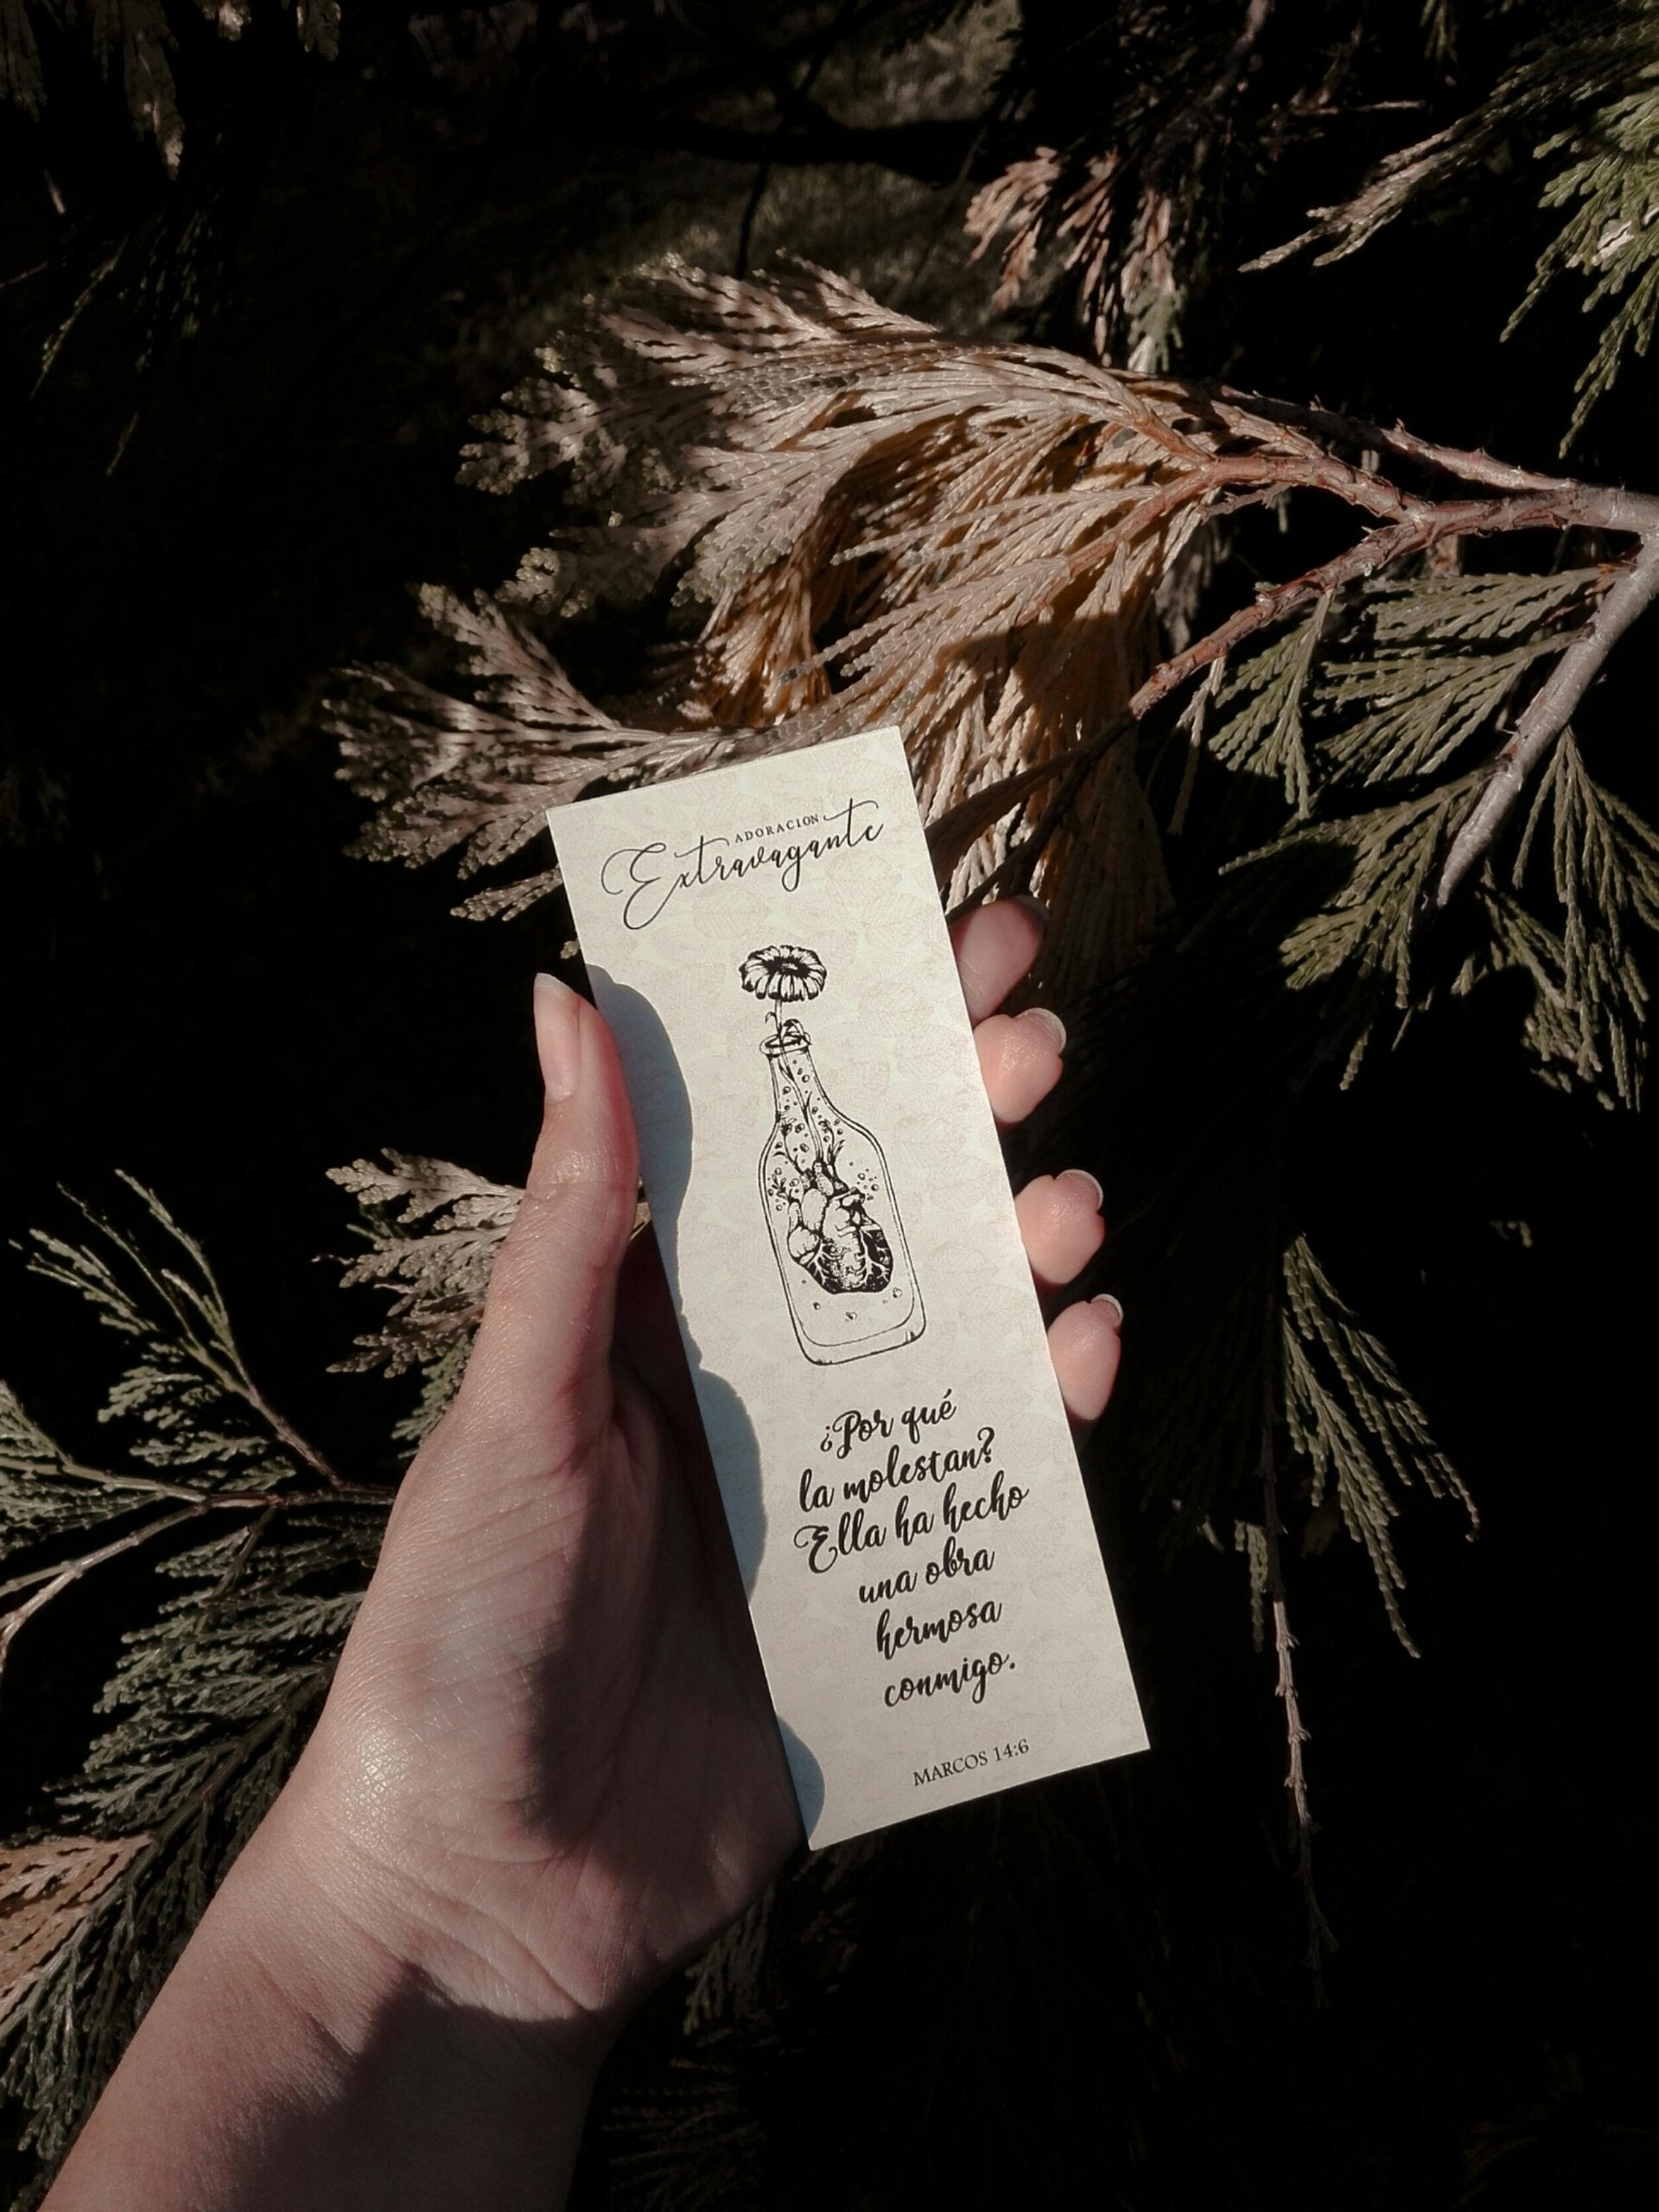 ADORACION
Extravagante
¿Por qué
la molestan?
Ella ha hecho
una obra
hermosa
conmigo.
MARCOS 14:6